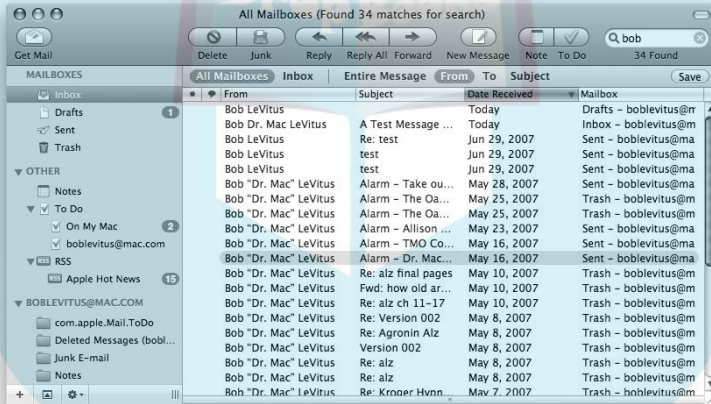 All Mailboxes (Found 34 matches for search)
bob
Get Mail Delete Junk Reply Reply All Forward New Message Note To Do 34 Found
MAILBOXES
Inbox
Drafts 1
Sent
Trash
OTHER
Notes
To Do
On My Mac 2
boblevitus@mac.com
RSS
RSS Apple Hot News 15
BOBLEVITUS@MAC.COM
com.apple.Mail.ToDo
Deleted Messages (bobl...
Junk E-mail
Notes
All Mailboxes Inbox Entire Message From To Subject Save
From Subject Date Received Mailbox
Bob LeVitus Today Drafts – boblevitus@m
Bob Dr. Mac LeVitus A Test Message ... Today Inbox – boblevitus@m
Bob LeVitus Re: test Jun 29, 2007 Sent – boblevitus@ma
Bob LeVitus test Jun 29, 2007 Sent – boblevitus@ma
Bob LeVitus test Jun 29, 2007 Sent – boblevitus@ma
Bob "Dr. Mac" LeVitus Alarm – Take ou... May 28, 2007 Sent – boblevitus@ma
Bob "Dr. Mac" LeVitus Alarm – The Oa... May 25, 2007 Trash – boblevitus@m
Bob "Dr. Mac" LeVitus Alarm – The Oa... May 25, 2007 Trash – boblevitus@m
Bob "Dr. Mac" LeVitus Alarm – Allison ... May 23, 2007 Sent – boblevitus@ma
Bob "Dr. Mac" LeVitus Alarm – TMO Co... May 16, 2007 Sent – boblevitus@ma
Bob "Dr. Mac" LeVitus Alarm – Dr. Mac... May 16, 2007 Sent – boblevitus@ma
Bob "Dr. Mac" LeVitus Re: alz final pages May 10, 2007 Trash – boblevitus@m
Bob "Dr. Mac" LeVitus Fwd: how old ar... May 10, 2007 Trash – boblevitus@m
Bob "Dr. Mac" LeVitus Re: alz ch 11-17 May 10, 2007 Trash – boblevitus@m
Bob "Dr. Mac" LeVitus Re: Version 002 May 8, 2007 Trash – boblevitus@m
Bob "Dr. Mac" LeVitus Re: Agronin Alz May 8, 2007 Trash – boblevitus@m
Bob "Dr. Mac" LeVitus Version 002 May 8, 2007 Trash – boblevitus@m
Bob "Dr. Mac" LeVitus Re: alz May 8, 2007 Trash – boblevitus@m
Bob "Dr. Mac" LeVitus Re: alz May 8, 2007 Trash – boblevitus@m
Bob "Dr. Mac" LeVitus Re: Kroger Hypn... May 7, 2007 Trash – boblevitus@m